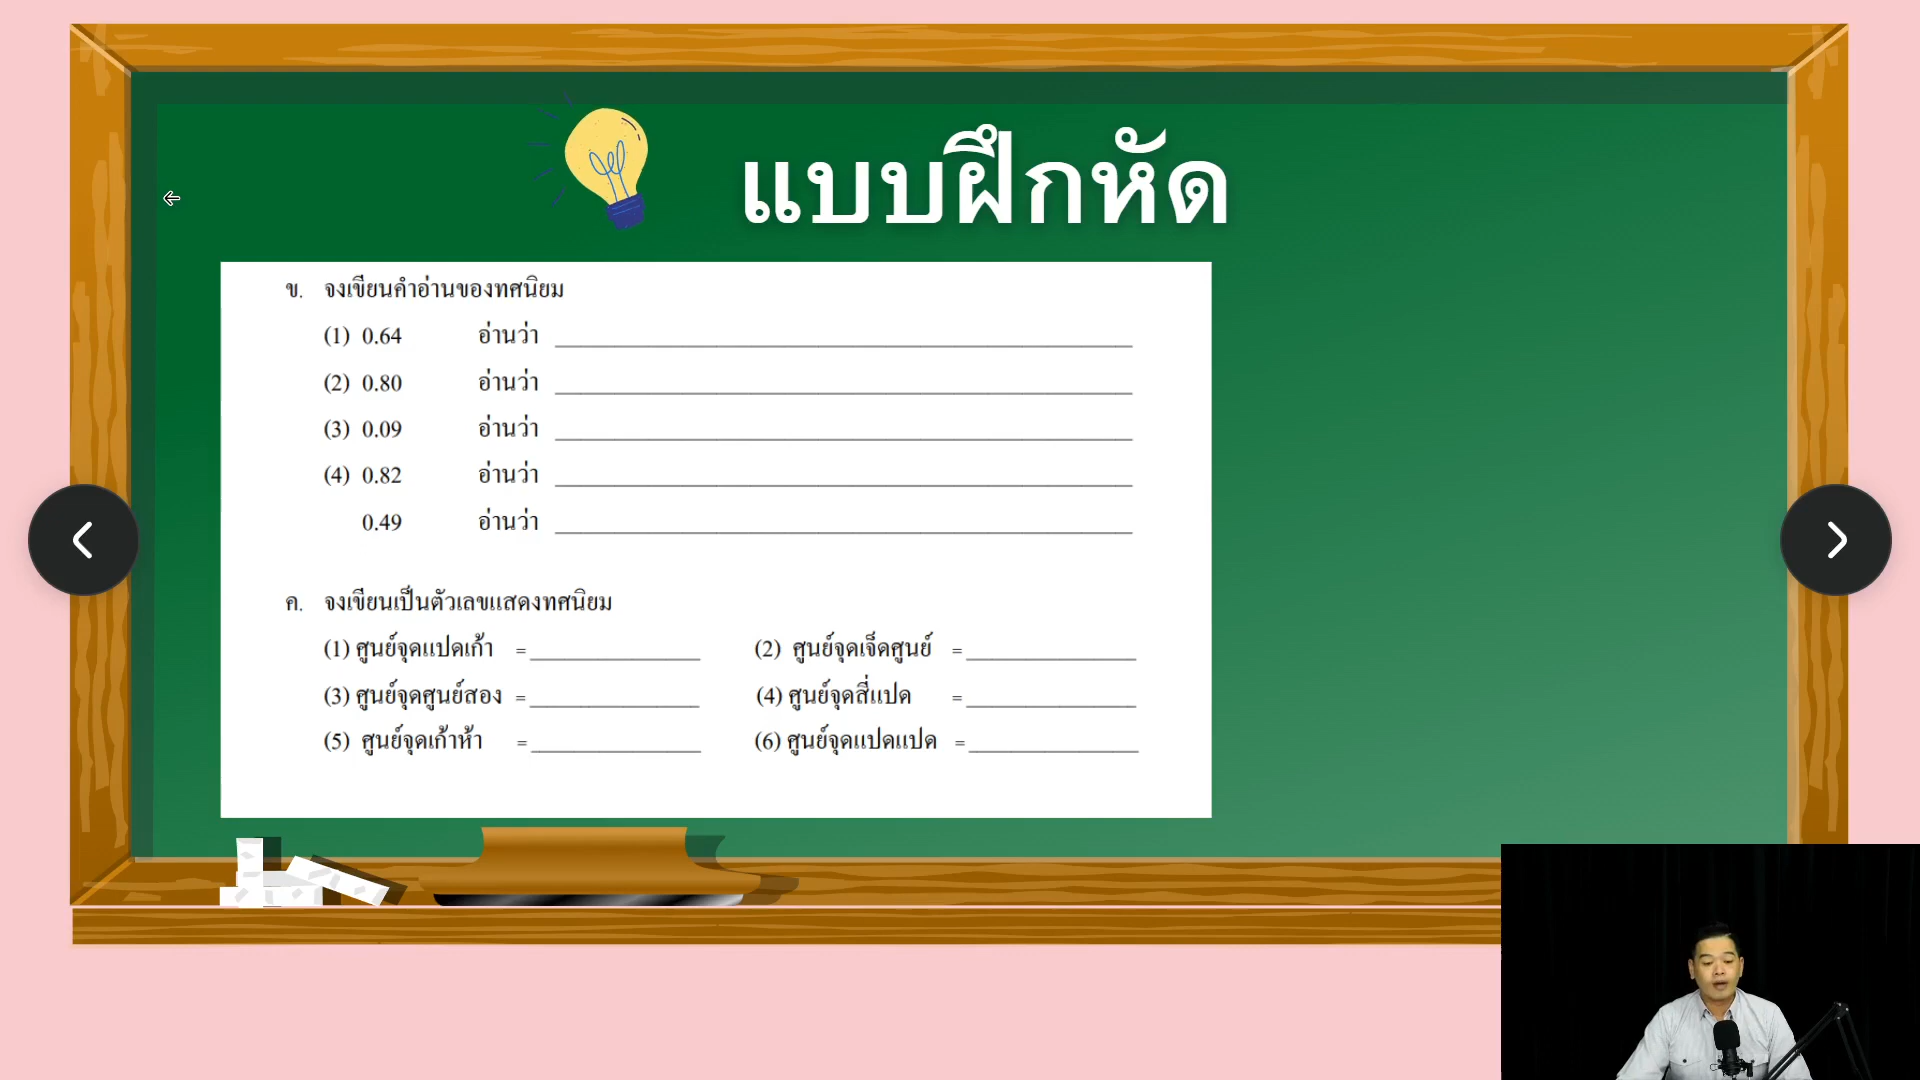 แบบฝึกหัด
ข. จงเขียนคำอ่านของทศนิยม
(1) 0.64 อ่านว่า
(2) 0.80 อ่านว่า
(3) 0.09 อ่านว่า
(4) 0.82 อ่านว่า
0.49 อ่านว่า
ค. จงเขียนเป็นตัวเลขแสดงทศนิยม
(1) ศูนย์จุดแปดเก้า = (2) ศูนย์จุดเจ็ดศูนย์ =
(3) ศูนย์จุดศูนย์สอง = (4) ศูนย์จุดสี่แปด =
(5) ศูนย์จุดเก้าห้า = (6) ศูนย์จุดแปดแปด =